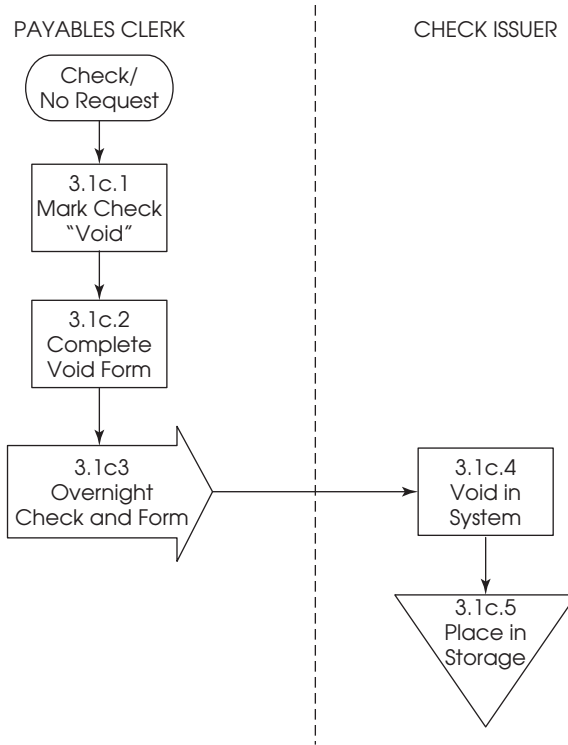 PAYABLES CLERK
CHECK ISSUER
Check/
No Request
3.1c.1
Mark Check
“Void”
3.1c.2
Complete
Void Form
3.1c3
Overnight
Check and Form
3.1c.4
Void in
System
3.1c.5
Place in
Storage